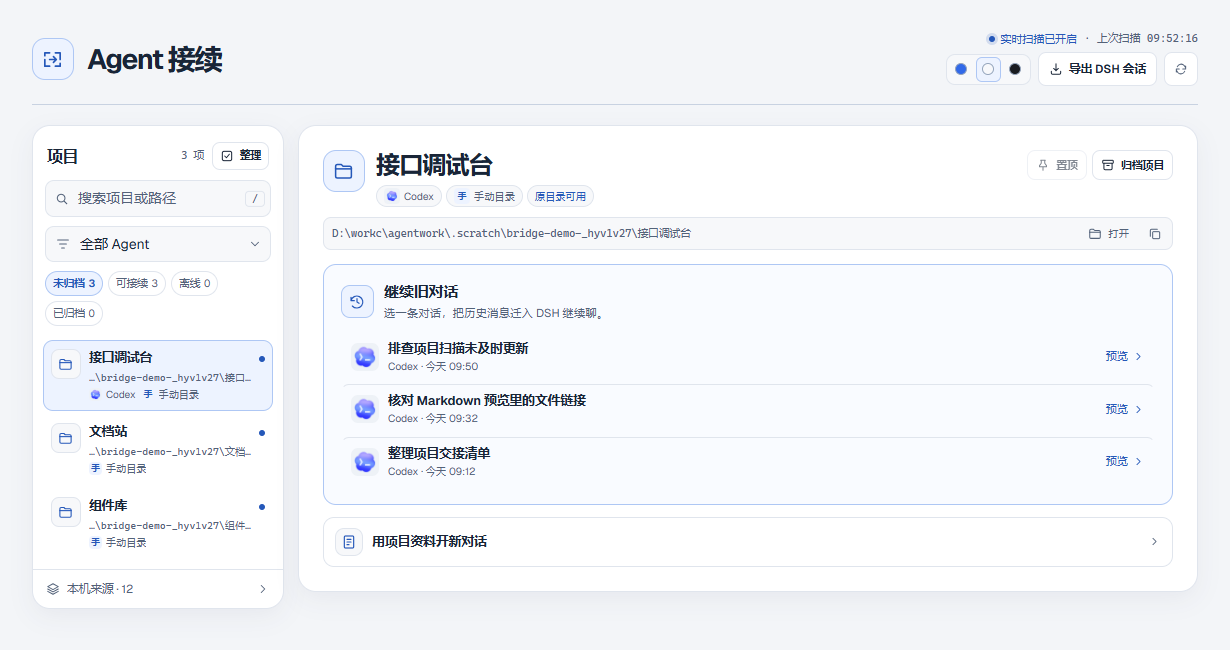 Agent 接续
实时扫描已开启 · 上次扫描 09:52:16
导出 DSH 会话
项目
3 项
整理
搜索项目或路径
/
全部 Agent
未归档 3
可接续 3
离线 0
已归档 0
接口调试台
…\bridge-demo-_hyv1v27\接口…
Codex 手 手动目录
文档站
…\bridge-demo-_hyv1v27\文档…
手 手动目录
组件库
…\bridge-demo-_hyv1v27\组件…
手 手动目录
本机来源 · 12
接口调试台
Codex
手 手动目录
原目录可用
置顶
归档项目
D:\workc\agentwork\.scratch\bridge-demo-_hyv1v27\接口调试台
打开
继续旧对话
选一条对话，把历史消息迁入 DSH 继续聊。
排查项目扫描未及时更新
Codex · 今天 09:50
预览
核对 Markdown 预览里的文件链接
Codex · 今天 09:32
预览
整理项目交接清单
Codex · 今天 09:12
预览
用项目资料开新对话